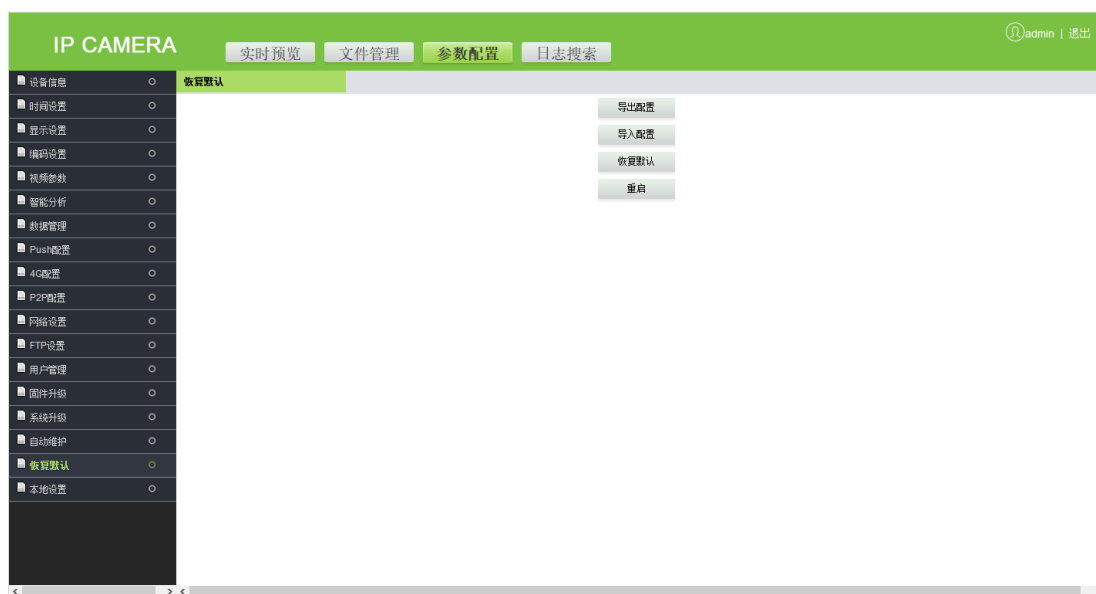 IP CAMERA
admin | 退出
实时预览 文件管理 参数配置 日志搜索
设备信息
时间设置
显示设置
编码设置
视频参数
智能分析
数据管理
Push配置
4G配置
P2P配置
网络设置
FTP设置
用户管理
固件升级
系统升级
自动维护
恢复默认
本地设置
恢复默认
导出配置
导入配置
恢复默认
重启